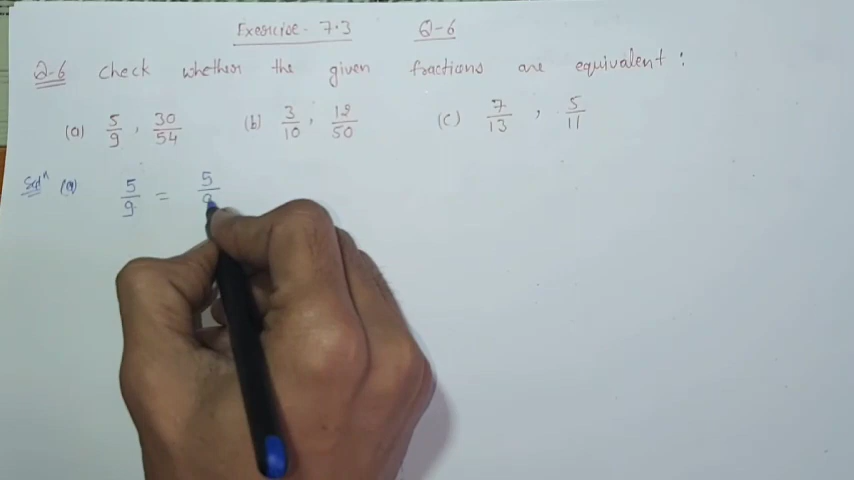 Exercise - 7.3 Q-6
Q-6 Check whether the given fractions are equivalent :
(a) 5/9 , 30/54 (b) 3/10 , 12/50 (c) 7/13 , 5/11
Solⁿ (a) 5/9 = 5/9